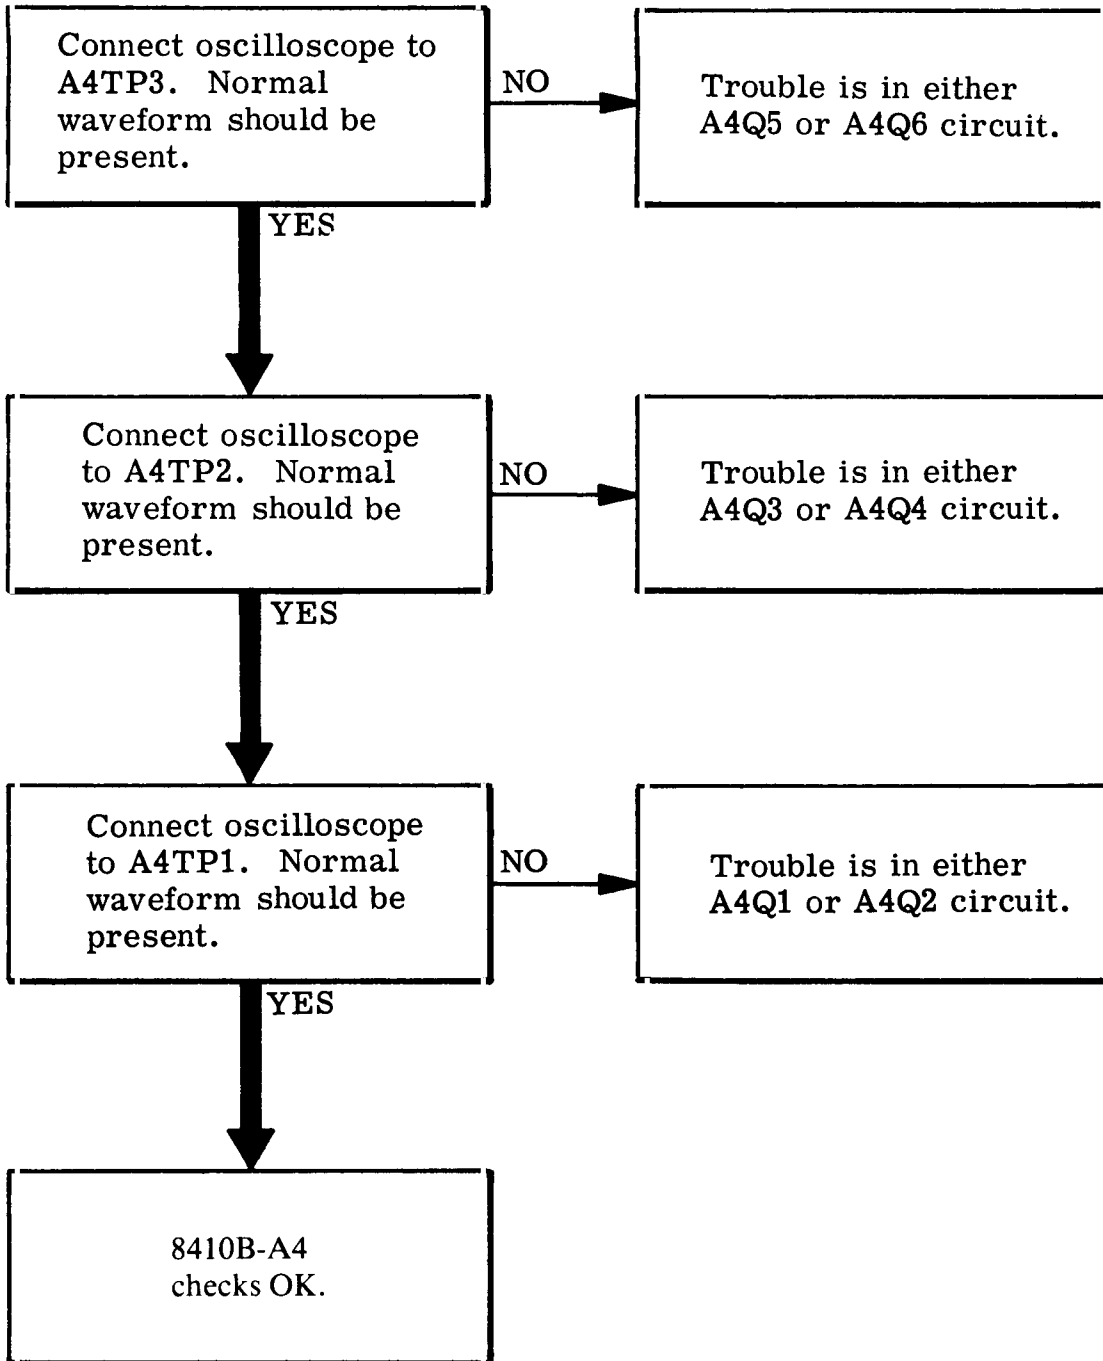 Connect oscilloscope to
A4TP3. Normal
waveform should be
present.
NO
Trouble is in either
A4Q5 or A4Q6 circuit.
YES
Connect oscilloscope
to A4TP2. Normal
waveform should be
present.
NO
Trouble is in either
A4Q3 or A4Q4 circuit.
YES
Connect oscilloscope
to A4TP1. Normal
waveform should be
present.
NO
Trouble is in either
A4Q1 or A4Q2 circuit.
YES
8410B-A4
checks OK.